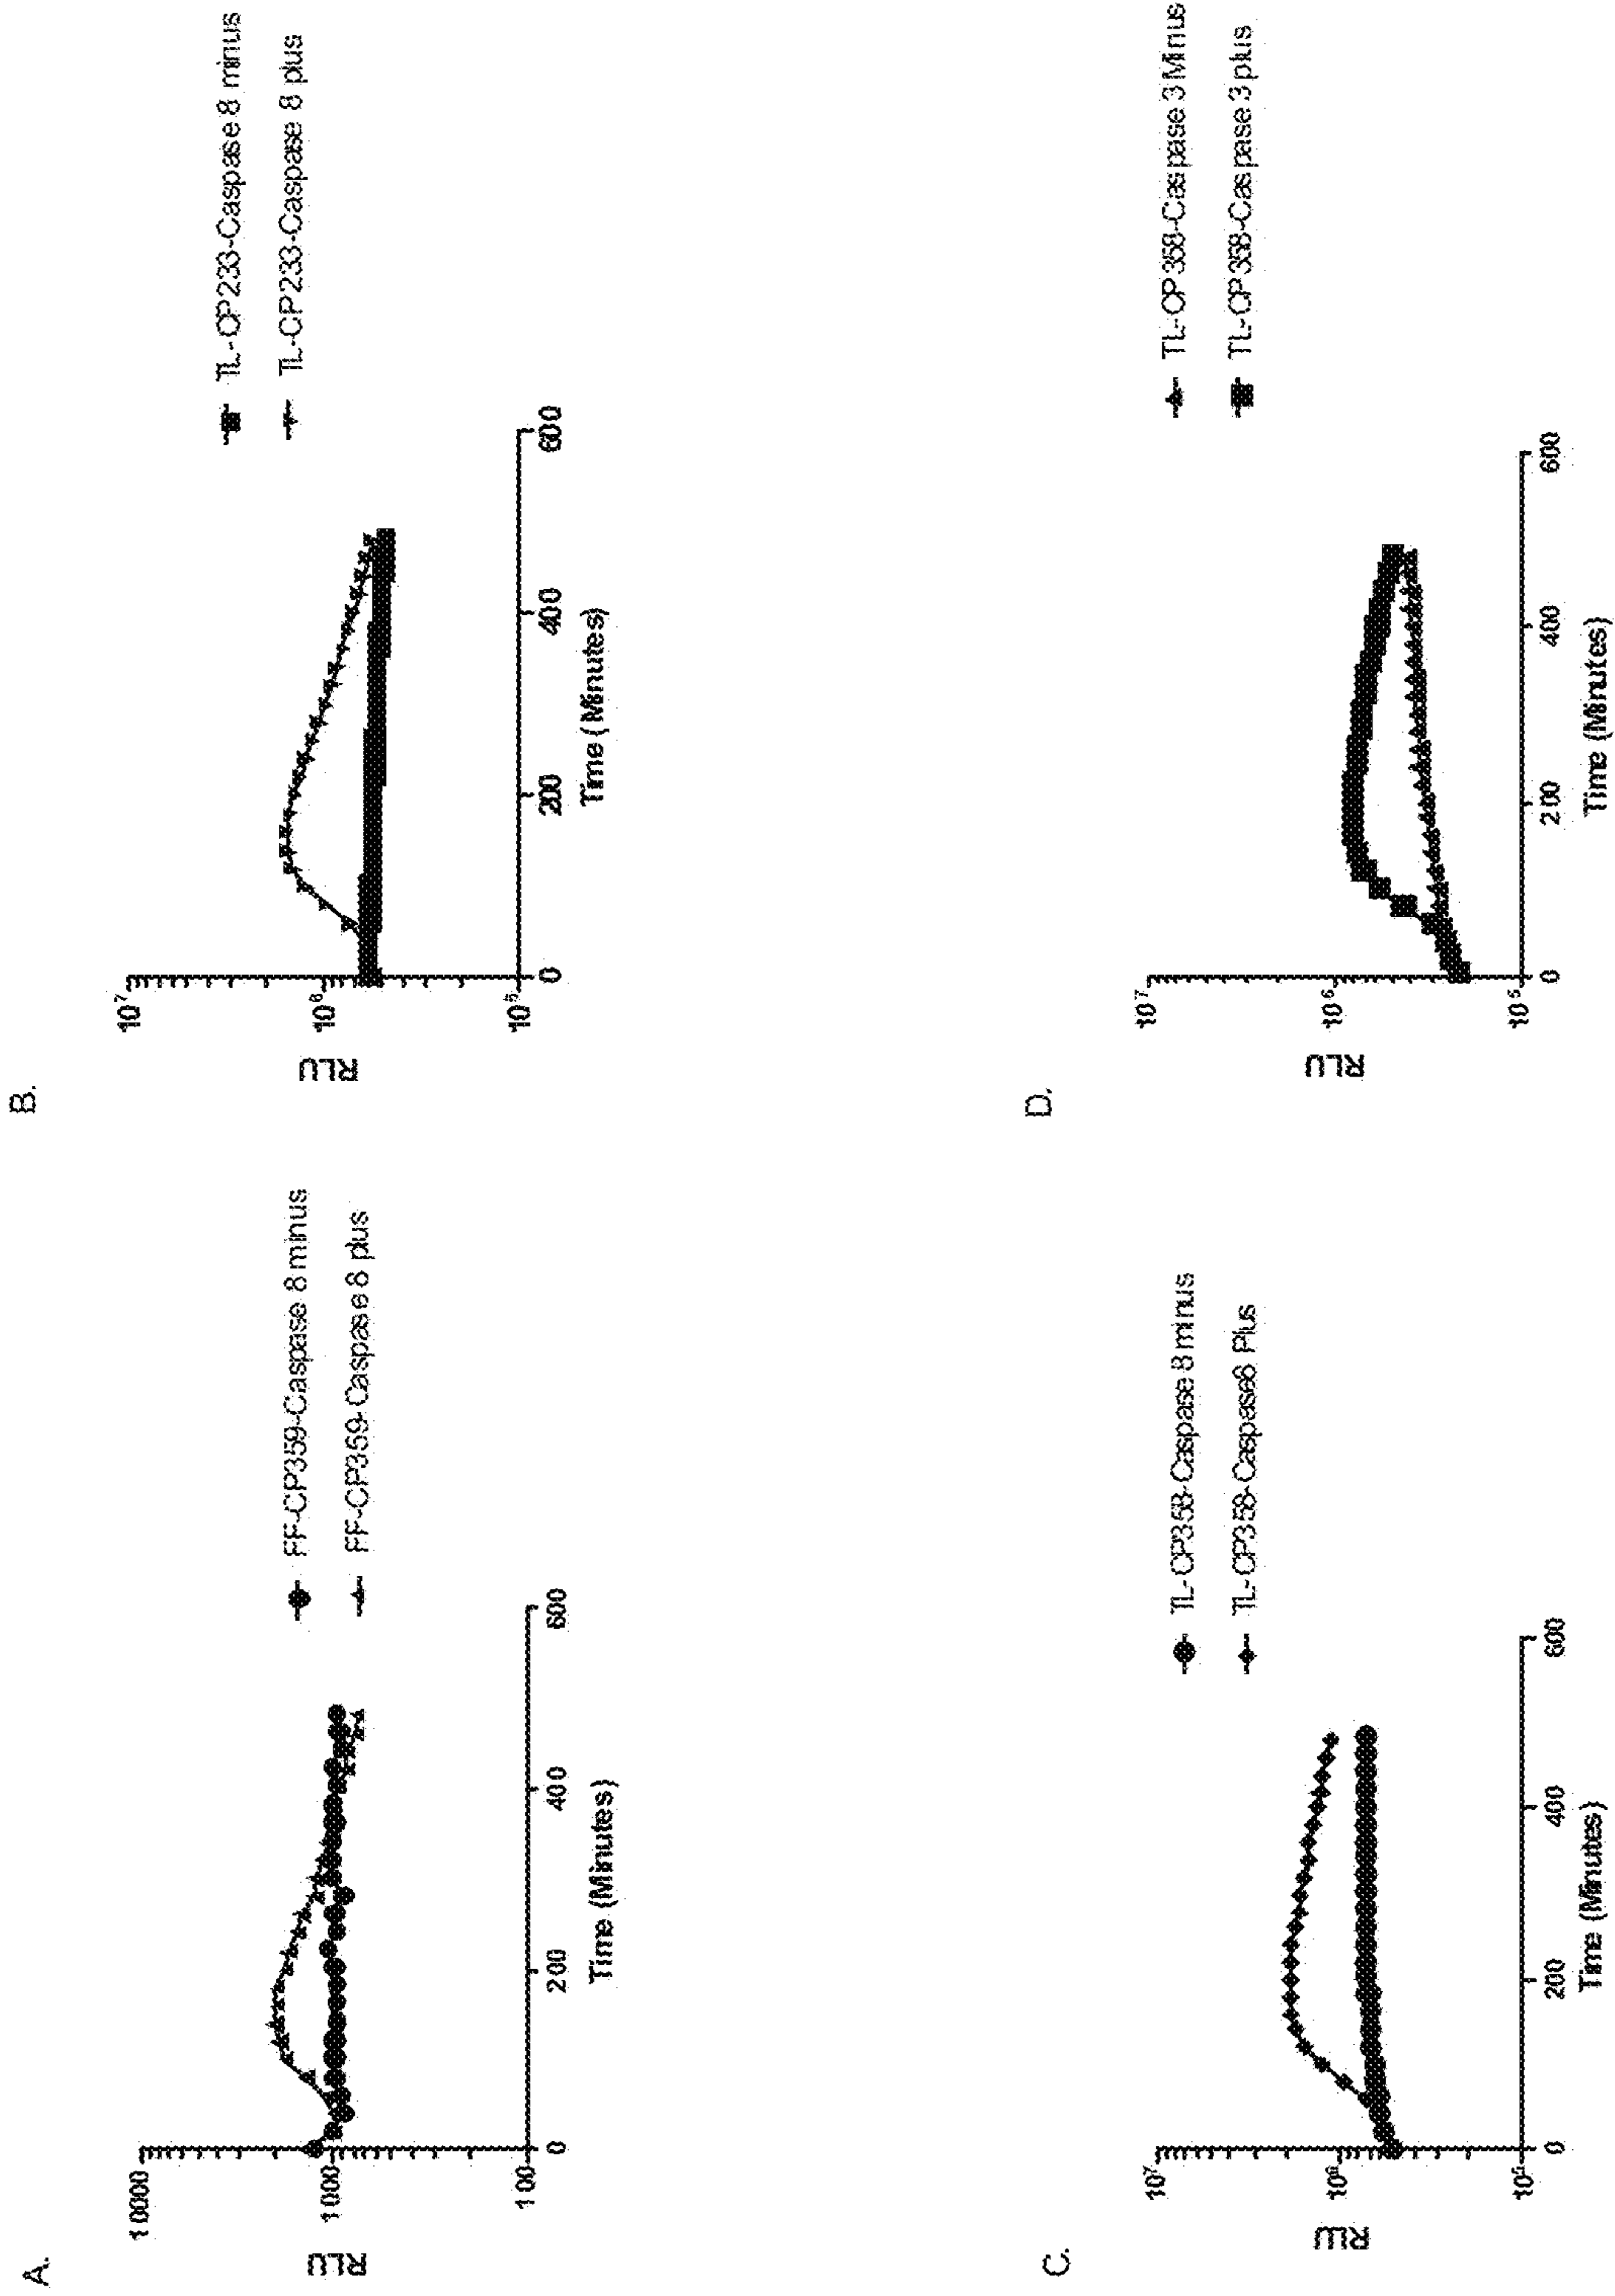 A.
10000
1000
100
RLU
0 200 400 600
Time (Minutes)
FF-CP359-Caspase 8 minus
FF-CP359-Caspase 8 plus
B.
10⁷
10⁶
10⁵
RLU
0 200 400 600
Time (Minutes)
TL-CP233-Caspase 8 minus
TL-CP233-Caspase 8 plus
C.
10⁷
10⁶
10⁵
RLU
0 200 400 600
Time (Minutes)
TL-CP358-Caspase 8 minus
TL-CP358-Caspase8 Plus
D.
10⁷
10⁶
10⁵
RLU
0 200 400 600
Time (Minutes)
TL-CP358-Caspase 3 Minus
TL-CP358-Caspase 3 plus